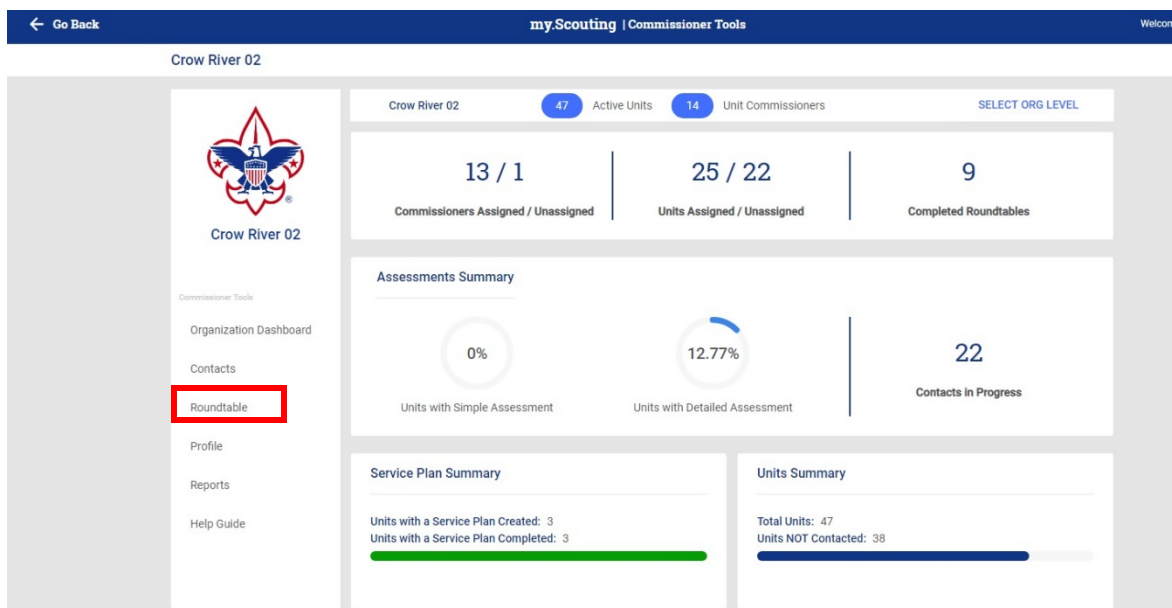 ← Go Back
my.Scouting | Commissioner Tools
Welcom
Crow River 02
Crow River 02
Commissioner Tools
Organization Dashboard
Contacts
Roundtable
Profile
Reports
Help Guide
Crow River 02 47 Active Units 14 Unit Commissioners SELECT ORG LEVEL
13 / 1
Commissioners Assigned / Unassigned
25 / 22
Units Assigned / Unassigned
9
Completed Roundtables
Assessments Summary
0%
Units with Simple Assessment
12.77%
Units with Detailed Assessment
22
Contacts in Progress
Service Plan Summary
Units with a Service Plan Created: 3
Units with a Service Plan Completed: 3
Units Summary
Total Units: 47
Units NOT Contacted: 38